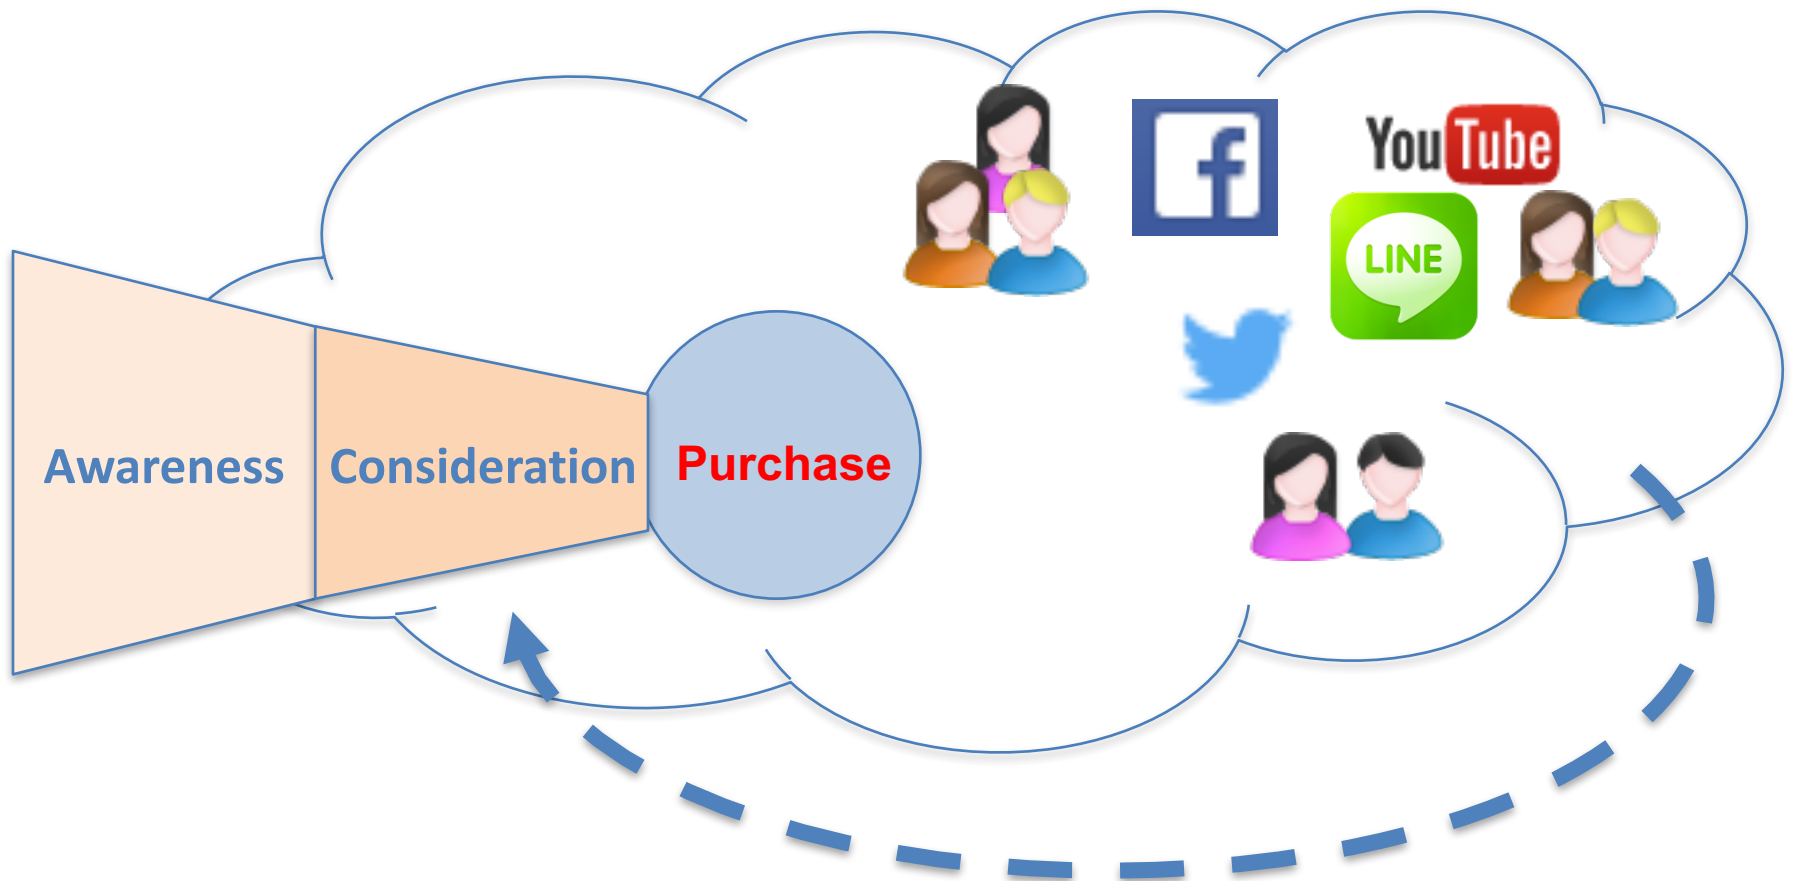 Awareness
Consideration
Purchase
f
YouTube
LINE